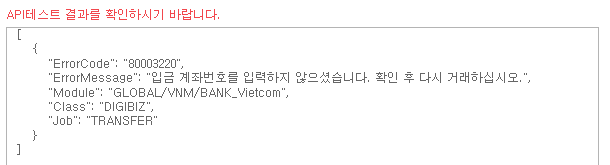 API테스트 결과를 확인하시기 바랍니다.
[
{
"ErrorCode": "80003220",
"ErrorMessage": "입금 계좌번호를 입력하지 않으셨습니다. 확인 후 다시 거래하십시오.",
"Module": "GLOBAL/VNM/BANK_Vietcom",
"Class": "DIGIBIZ",
"Job": "TRANSFER"
}
]